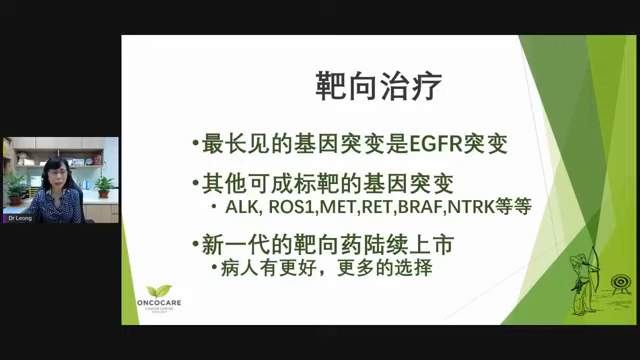 靶向治疗
•最长见的基因突变是EGFR突变
•其他可成标靶的基因突变
• ALK, ROS1,MET,RET,BRAF,NTRK等等
•新一代的靶向药陆续上市
•病人有更好，更多的选择
Dr Leong
ONCOCARE